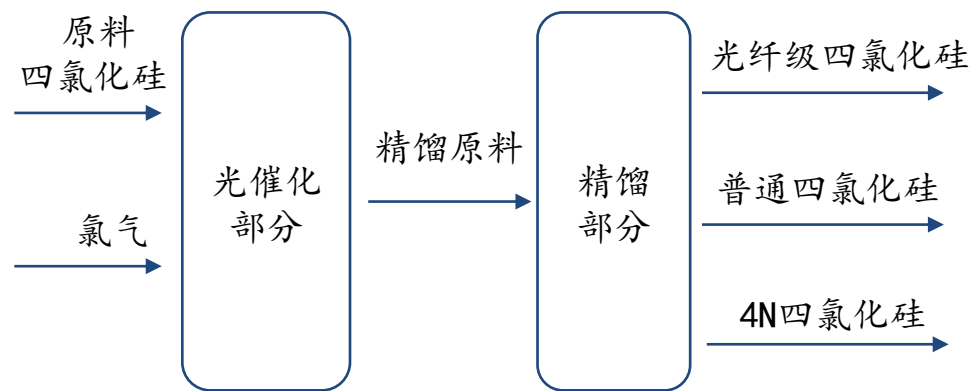 原料
四氯化硅
氯气
光催化
部分
精馏原料
精馏
部分
光纤级四氯化硅
普通四氯化硅
4N四氯化硅